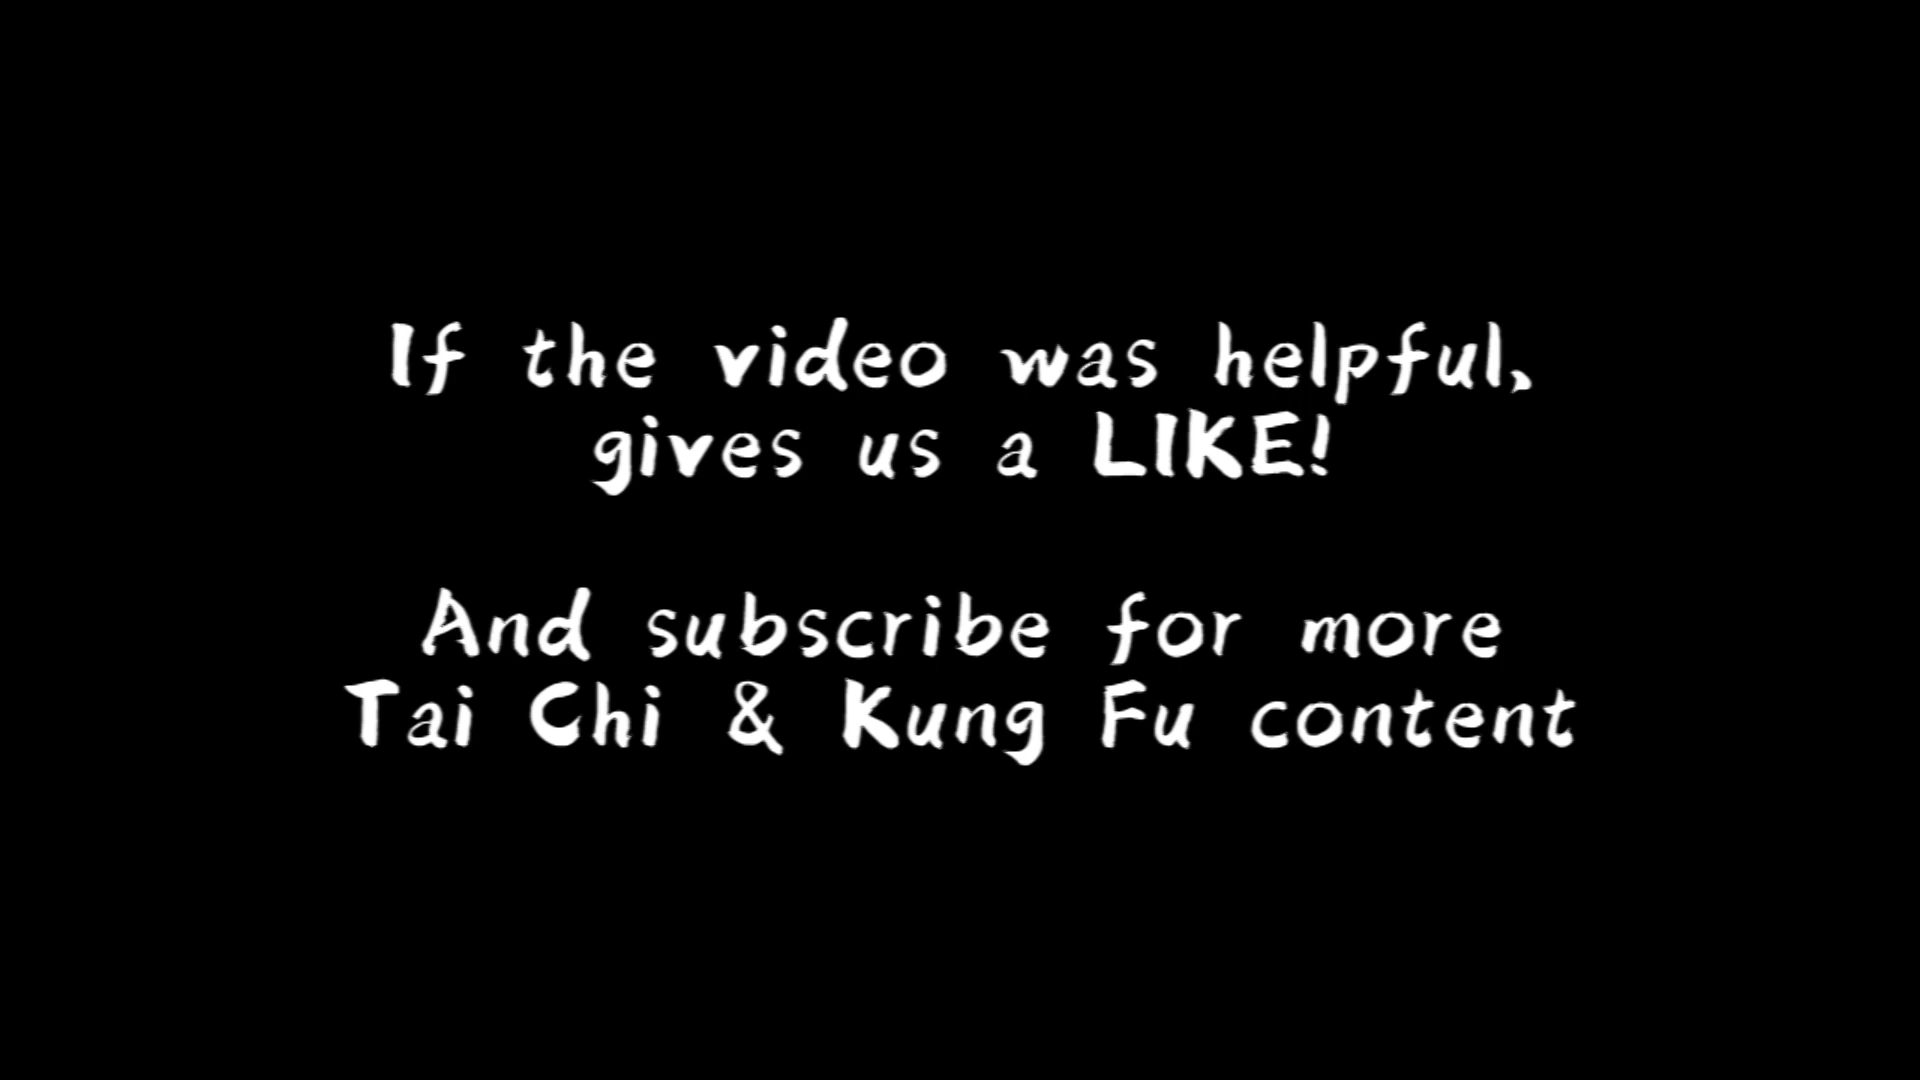 If the video was helpful,
gives us a LIKE!
And subscribe for more
Tai Chi & Kung Fu content